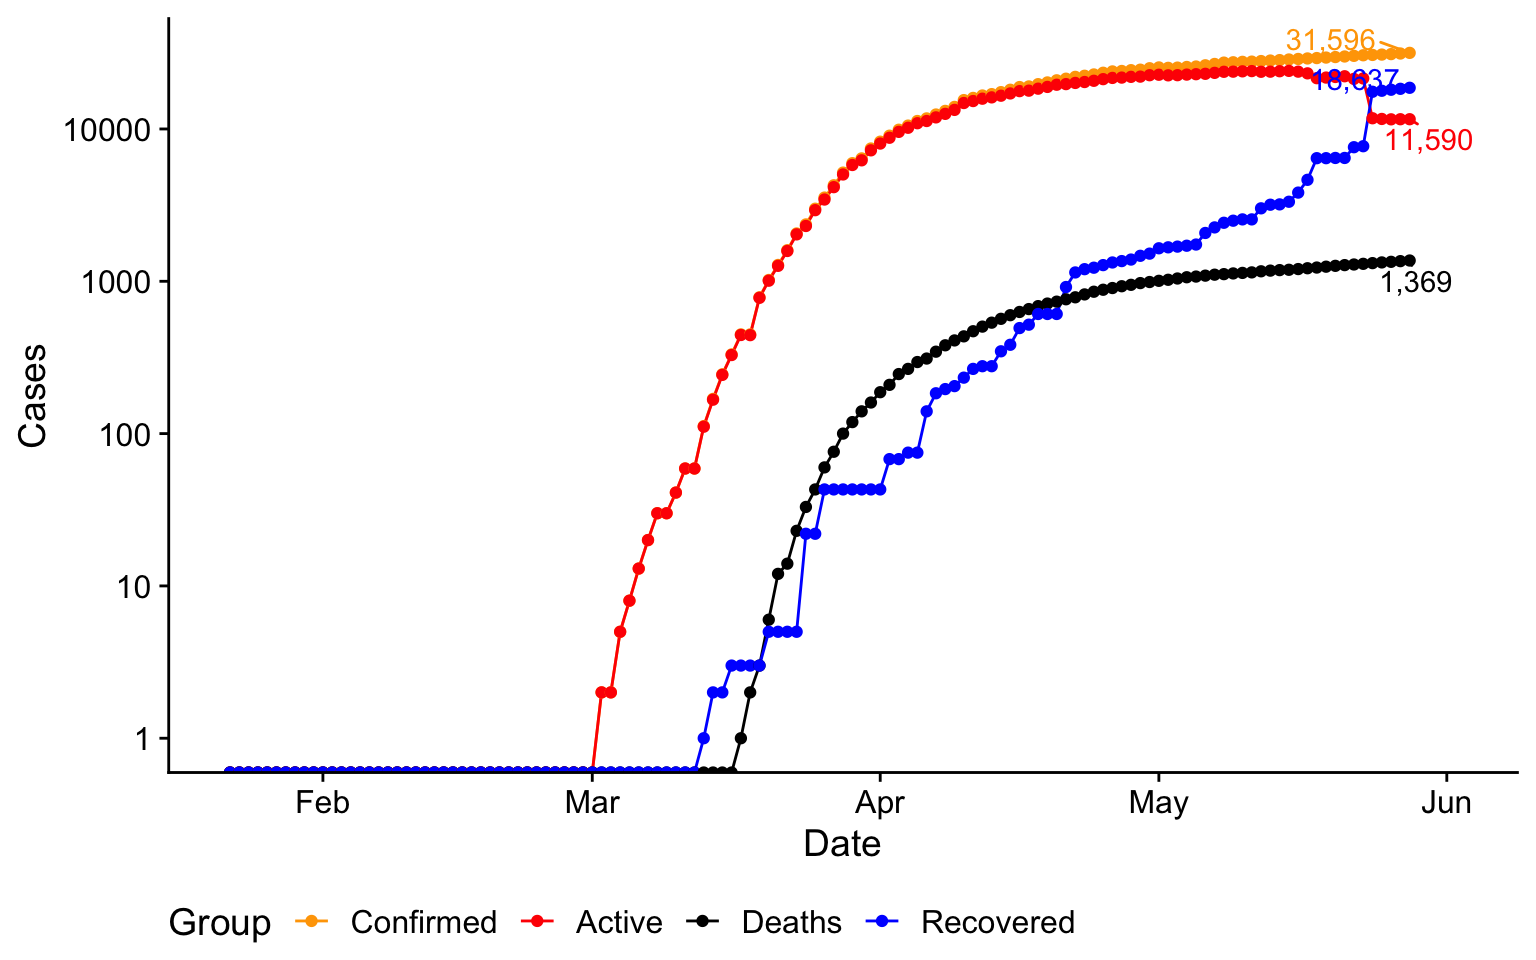 31,596
18,637
10000
11,590
1000
1,369
Cases
100
10
1
Feb Mar Apr May Jun
Date
Group Confirmed Active Deaths Recovered